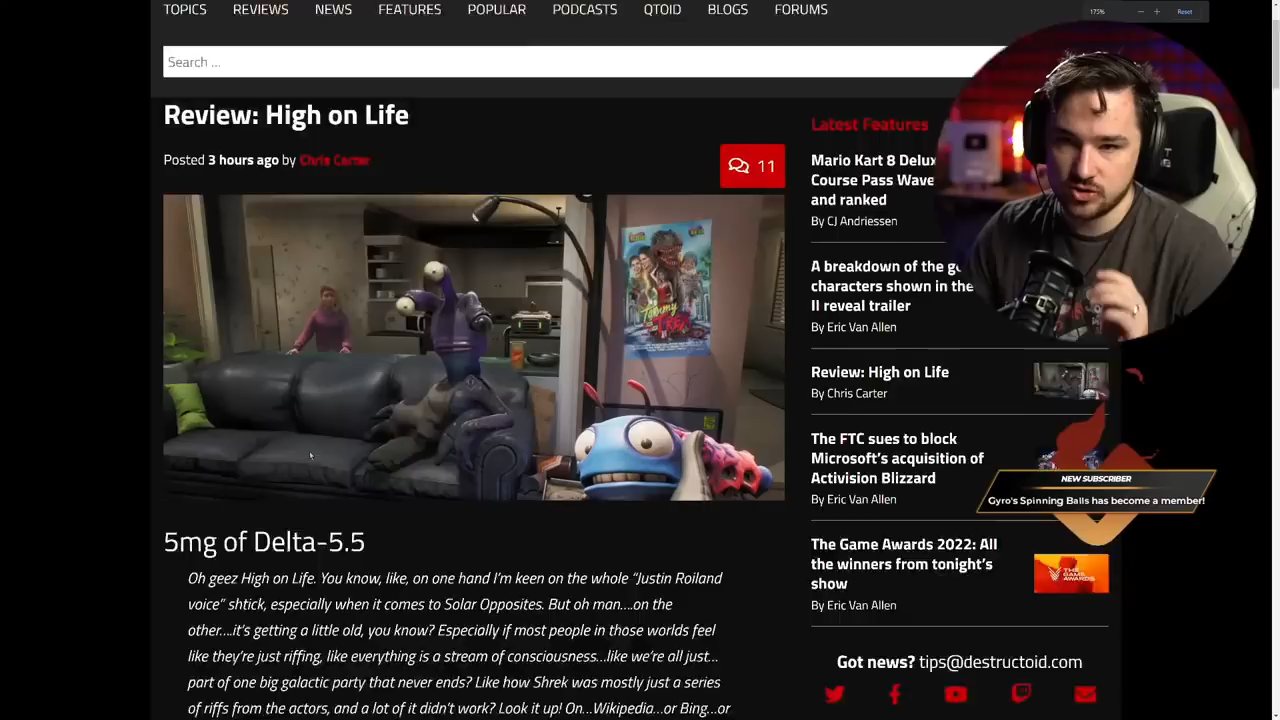 TOPICS REVIEWS NEWS FEATURES POPULAR PODCASTS QTOID BLOGS FORUMS
175% Reset
Search ...
Review: High on Life
Posted 3 hours ago by Chris Carter
11
Tammy
T-REX
5mg of Delta-5.5
Oh geez High on Life. You know, like, on one hand I'm keen on the whole “Justin Roiland
voice” shtick, especially when it comes to Solar Opposites. But oh man....on the
other....it's getting a little old, you know? Especially if most people in those worlds feel
like they're just riffing, like everything is a stream of consciousness...like we're all just...
part of one big galactic party that never ends? Like how Shrek was mostly just a series
of riffs from the actors, and a lot of it didn't work? Look it up! On...Wikipedia...or Bing...or
Latest Features
Mario Kart 8 Delux
Course Pass Wave
and ranked
By CJ Andriessen
A breakdown of the g
characters shown in the
II reveal trailer
By Eric Van Allen
Review: High on Life
By Chris Carter
The FTC sues to block
Microsoft's acquisition of
Activision Blizzard
By Eric Van Allen
NEW SUBSCRIBER
Gyro's Spinning Balls has become a member!
The Game Awards 2022: All
the winners from tonight's
show
By Eric Van Allen
THE GAME AWARDS
Got news? tips@destructoid.com